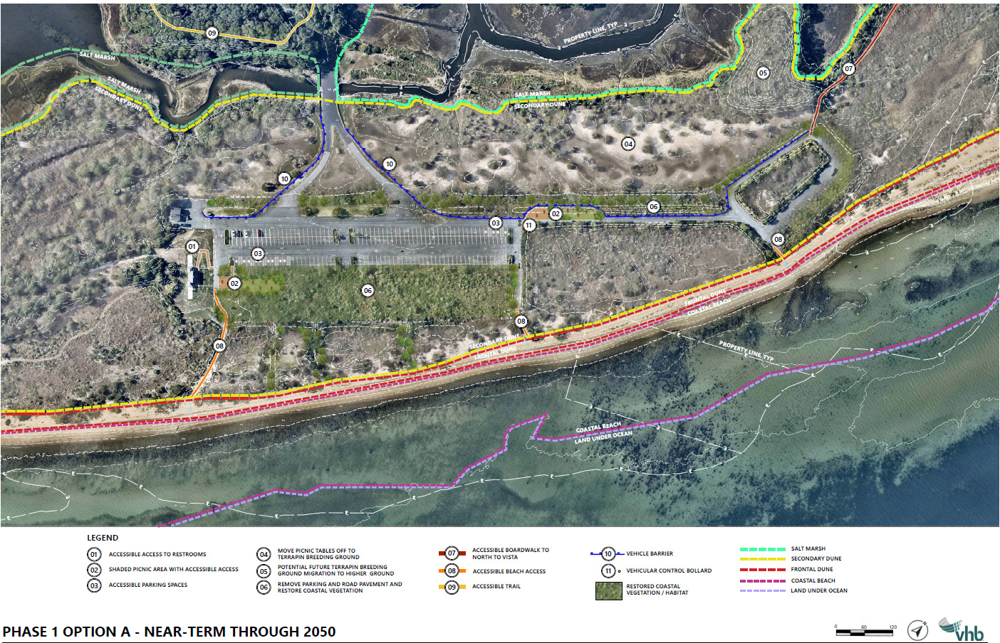 09
PROPERTY LINE, TYP
SALT MARSH
SALT MARSH
SECONDARY DUNE
SALT MARSH
SECONDARY DUNE
05
07
04
10
10
06
02
03
11
01
03
08
02
06
08
08
FRONTAL DUNE
COASTAL BEACH
SECONDARY DUNE
FRONTAL DUNE
PROPERTY LINE, TYP
COASTAL BEACH
LAND UNDER OCEAN
LEGEND
01 ACCESSIBLE ACCESS TO RESTROOMS
02 SHADED PICNIC AREA WITH ACCESSIBLE ACCESS
03 ACCESSIBLE PARKING SPACES
04 MOVE PICNIC TABLES OFF TO
TERRAPIN BREEDING GROUND
05 POTENTIAL FUTURE TERRAPIN BREEDING
GROUND MIGRATION TO HIGHER GROUND
06 REMOVE PARKING AND ROAD PAVEMENT AND
RESTORE COASTAL VEGETATION
07 ACCESSIBLE BOARDWALK TO
NORTH TO VISTA
08 ACCESSIBLE BEACH ACCESS
09 ACCESSIBLE TRAIL
10 VEHICLE BARRIER
11 VEHICULAR CONTROL BOLLARD
RESTORED COASTAL
VEGETATION / HABITAT
SALT MARSH
SECONDARY DUNE
FRONTAL DUNE
COASTAL BEACH
LAND UNDER OCEAN
PHASE 1 OPTION A - NEAR-TERM THROUGH 2050
0 60 120
N
vhb